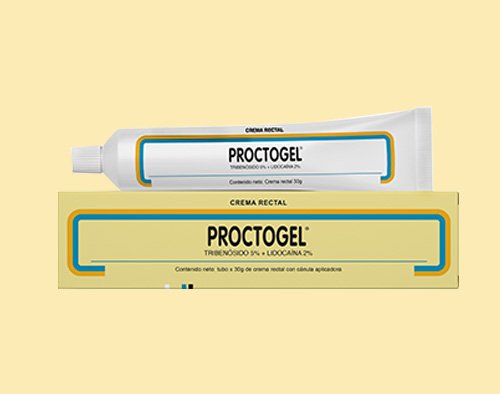 CREMA RECTAL
PROCTOGEL®
TRIBENÓSIDO 5% + LIDOCAÍNA 2%
Contenido neto: Crema rectal 30g
CREMA RECTAL
PROCTOGEL®
TRIBENÓSIDO 5% + LIDOCAÍNA 2%
Contenido neto: tubo x 30g de crema rectal con cánula aplicadora